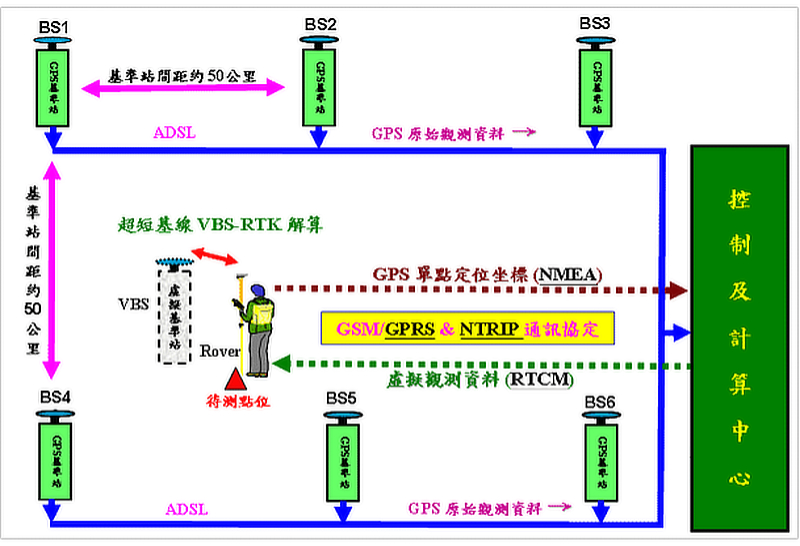 BS1
BS2
BS3
GPS基準站
GPS基準站
GPS基準站
基準站間距約50公里
ADSL
GPS 原始觀測資料 →
基準站間距約50公里
超短基線 VBS-RTK 解算
VBS
虛擬基準站
Rover
待測點位
GPS 單點定位坐標 (NMEA)
GSM/GPRS & NTRIP 通訊協定
虛擬觀測資料 (RTCM)
控制及計算中心
BS4
BS5
BS6
GPS基準站
GPS基準站
GPS基準站
ADSL
GPS 原始觀測資料 →